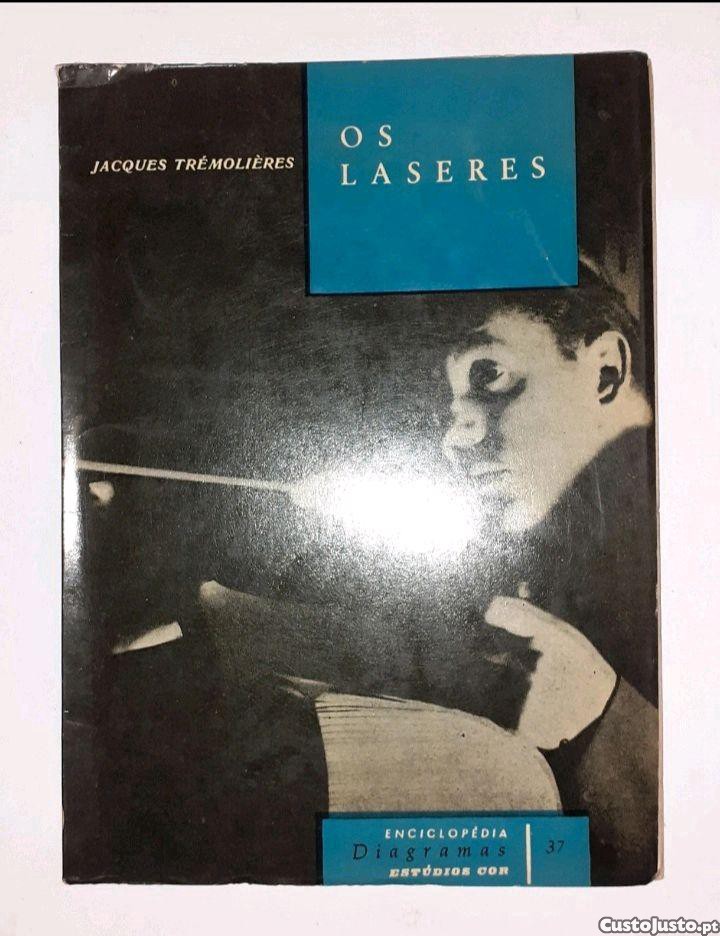 JACQUES TRÉMOLIÈRES
OS
LASERES
ENCICLOPÉDIA
Diagramas
ESTÚDIOS COR
37
CustoJusto.pt